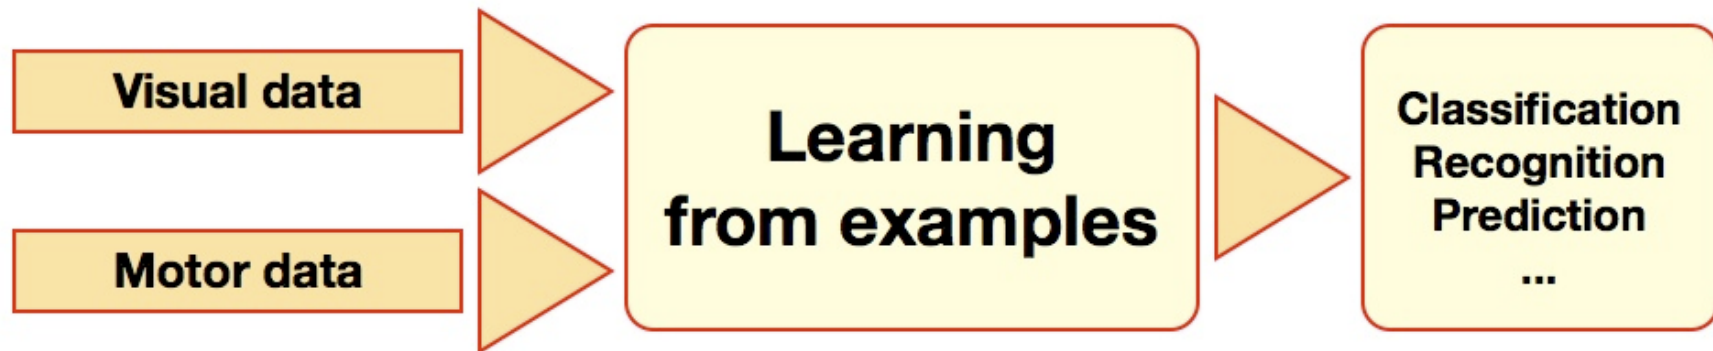 Visual data
Motor data
Learning
from examples
Classification
Recognition
Prediction
...